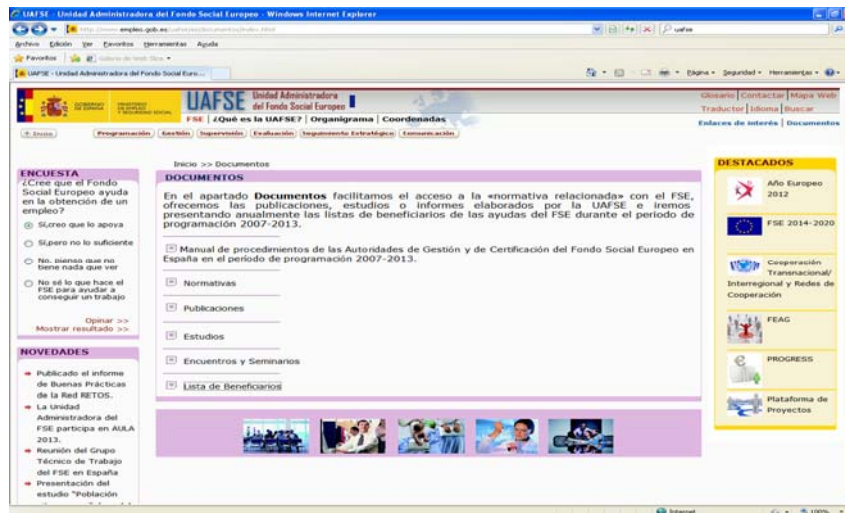 UAFSE - Unidad Administradora del Fondo Social Europeo - Windows Internet Explorer
uafse
Archivo Edición Ver Favoritos Herramientas Ayuda
Favoritos
UAFSE - Unidad Administradora del Fondo Social Euro...
Página Seguridad Herramientas
GOBIERNO DE ESPAÑA
MINISTERIO DE EMPLEO Y SEGURIDAD SOCIAL
UAFSE Unidad Administradora del Fondo Social Europeo
FSE | ¿Qué es la UAFSE? | Organigrama | Coordenadas
Glosario | Contactar | Mapa Web
Traductor | Idioma | Buscar
Enlaces de interés | Documentos
Inicio
Programación Gestión Supervisión Evaluación Seguimiento Estratégico Comunicación
Inicio >> Documentos
ENCUESTA
¿Cree que el Fondo
Social Europeo ayuda
en la obtención de un
empleo?
Sí,creo que lo apoya
Sí,pero no lo suficiente
No, pienso que no
tiene nada que ver
No sé lo que hace el
FSE para ayudar a
conseguir un trabajo
Opinar >>
Mostrar resultado >>
NOVEDADES
Publicado el informe
de Buenas Prácticas
de la Red RETOS.
La Unidad
Administradora del
FSE participa en AULA
2013.
Reunión del Grupo
Técnico de Trabajo
del FSE en España
Presentación del
estudio "Población
DOCUMENTOS
En el apartado Documentos facilitamos el acceso a la «normativa relacionada» con el FSE,
ofrecemos las publicaciones, estudios o informes elaborados por la UAFSE e iremos
presentando anualmente las listas de beneficiarios de las ayudas del FSE durante el periodo de
programación 2007-2013.
Manual de procedimientos de las Autoridades de Gestión y de Certificación del Fondo Social Europeo en
España en el periodo de programación 2007-2013.
Normativas
Publicaciones
Estudios
Encuentros y Seminarios
Lista de Beneficiarios
DESTACADOS
Año Europeo
2012
FSE 2014-2020
Cooperación
Transnacional/
Interregional y Redes de
Cooperación
FEAG
PROGRESS
Plataforma de
Proyectos
Internet
100%